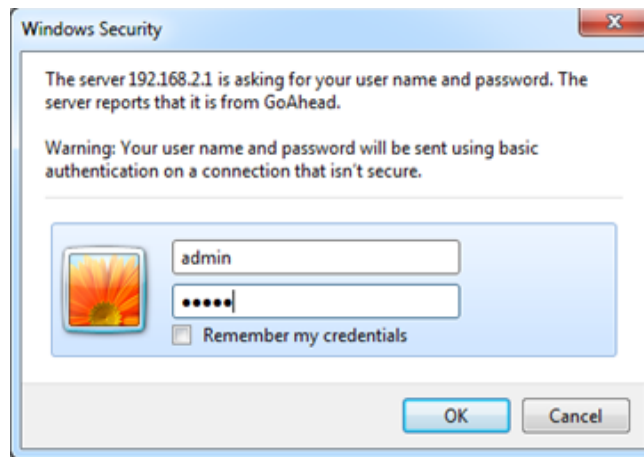 Windows Security
The server 192.168.2.1 is asking for your user name and password. The
server reports that it is from GoAhead.
Warning: Your user name and password will be sent using basic
authentication on a connection that isn't secure.
admin
•••••
Remember my credentials
OK
Cancel